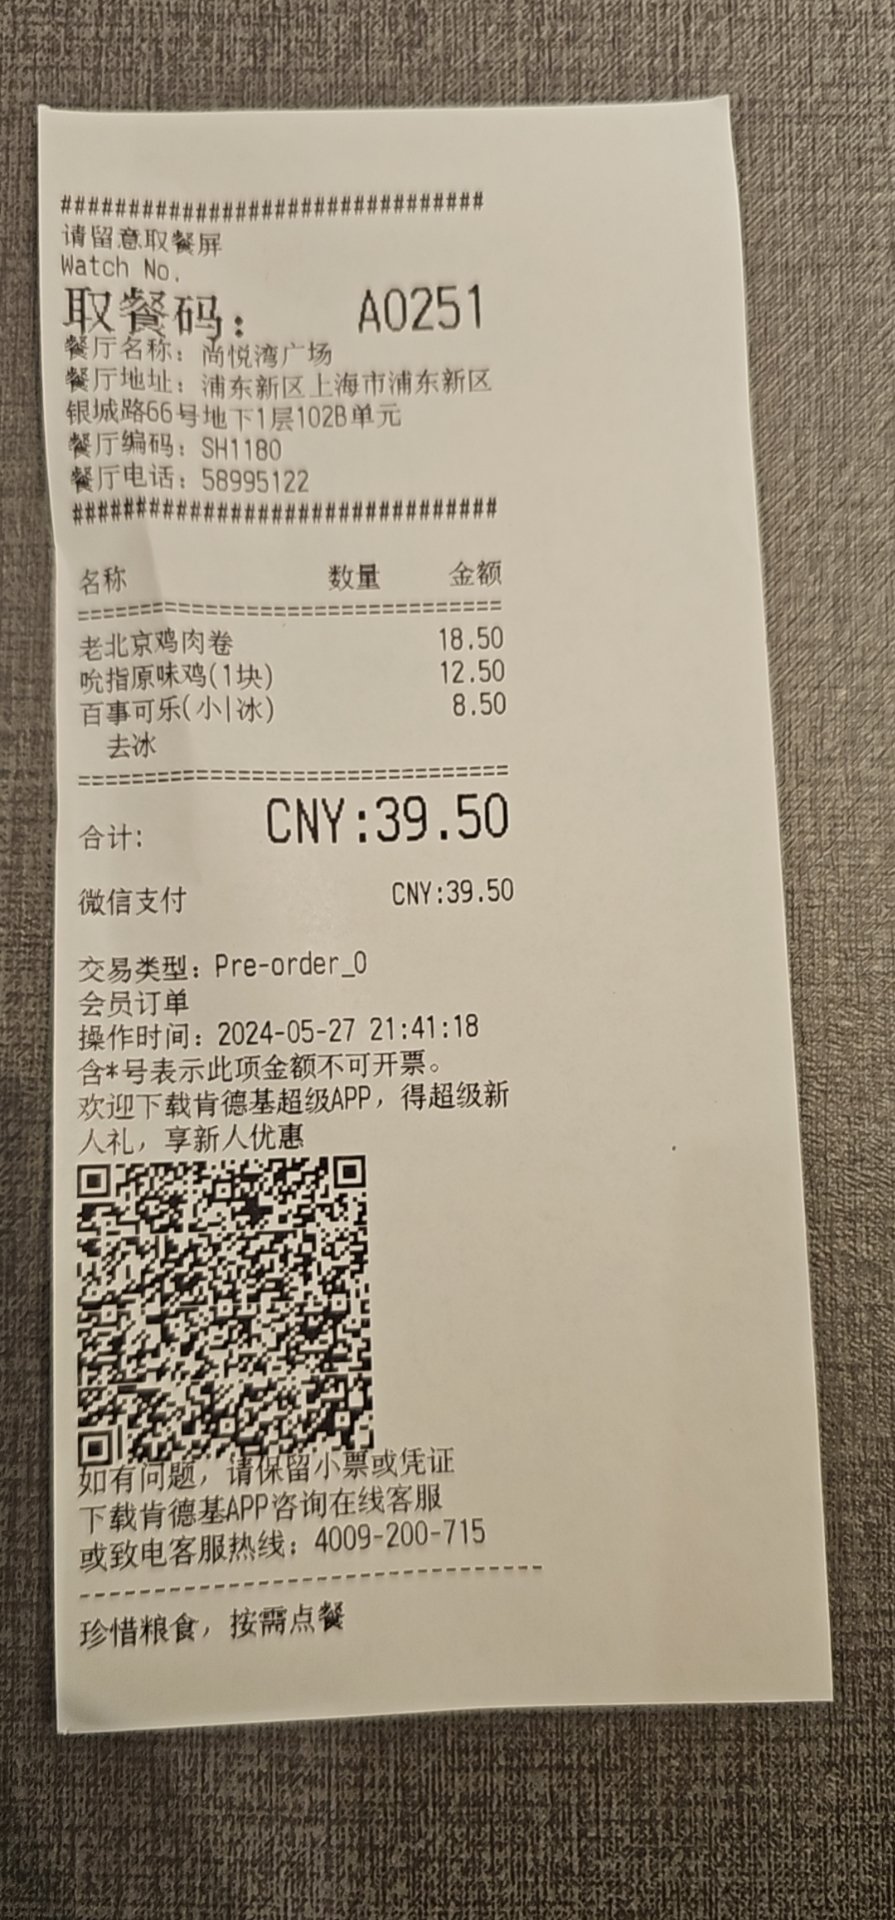 ###############################
请留意取餐屏
Watch No.
取餐码： A0251
餐厅名称：尚悦湾广场
餐厅地址：浦东新区上海市浦东新区
银城路66号地下1层102B单元
餐厅编码：SH1180
餐厅电话：58995122
###############################
名称 数量 金额
===================================
老北京鸡肉卷 18.50
吮指原味鸡(1块) 12.50
百事可乐(小|冰) 8.50
去冰
===================================
合计: CNY:39.50
微信支付 CNY:39.50
交易类型：Pre-order_0
会员订单
操作时间：2024-05-27 21:41:18
含*号表示此项金额不可开票。
欢迎下载肯德基超级APP，得超级新
人礼，享新人优惠
如有问题，请保留小票或凭证
下载肯德基APP咨询在线客服
或致电客服热线：4009-200-715
-----------------------------------
珍惜粮食，按需点餐